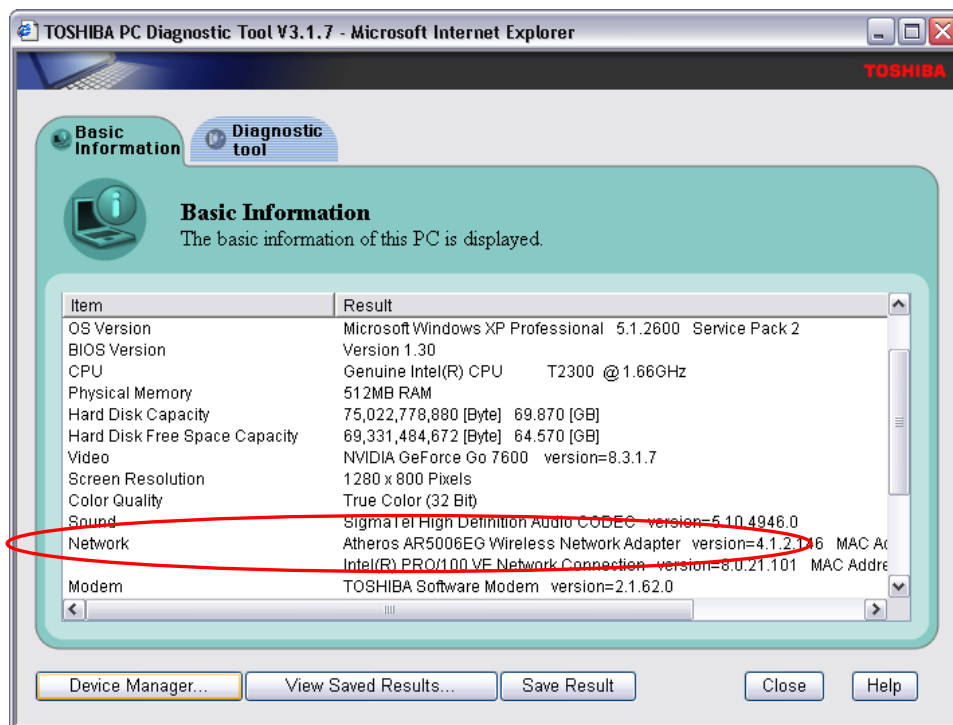 TOSHIBA PC Diagnostic Tool V3.1.7 - Microsoft Internet Explorer
TOSHIBA
Basic Information
Diagnostic tool
Basic Information
The basic information of this PC is displayed.
Item Result
OS Version Microsoft Windows XP Professional 5.1.2600 Service Pack 2
BIOS Version Version 1.30
CPU Genuine Intel(R) CPU T2300 @ 1.66GHz
Physical Memory 512MB RAM
Hard Disk Capacity 75,022,778,880 [Byte] 69.870 [GB]
Hard Disk Free Space Capacity 69,331,484,672 [Byte] 64.570 [GB]
Video NVIDIA GeForce Go 7600 version=8.3.1.7
Screen Resolution 1280 x 800 Pixels
Color Quality True Color (32 Bit)
Sound SigmaTel High Definition Audio CODEC version=5.10.4946.0
Network Atheros AR5006EG Wireless Network Adapter version=4.1.2.146 MAC Ad
Intel(R) PRO/100 VE Network Connection version=8.0.21.101 MAC Addre
Modem TOSHIBA Software Modem version=2.1.62.0
Device Manager... View Saved Results... Save Result Close Help